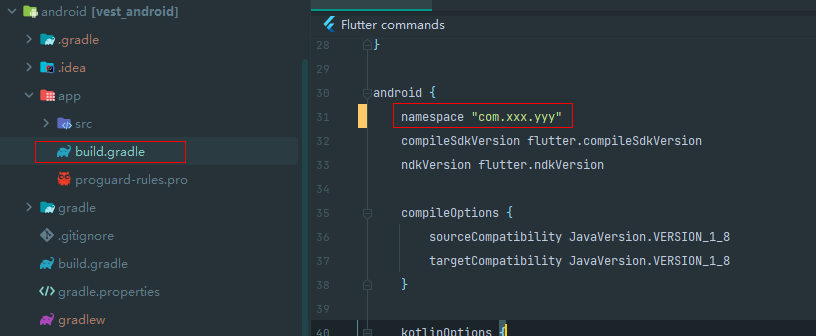 android [vest_android]
.gradle
.idea
app
src
build.gradle
proguard-rules.pro
gradle
.gitignore
build.gradle
gradle.properties
gradlew
Flutter commands
28 }
29
30 android {
31 namespace "com.xxx.yyy"
32 compileSdkVersion flutter.compileSdkVersion
33 ndkVersion flutter.ndkVersion
34
35 compileOptions {
36 sourceCompatibility JavaVersion.VERSION_1_8
37 targetCompatibility JavaVersion.VERSION_1_8
38 }
39
40 kotlinOptions {